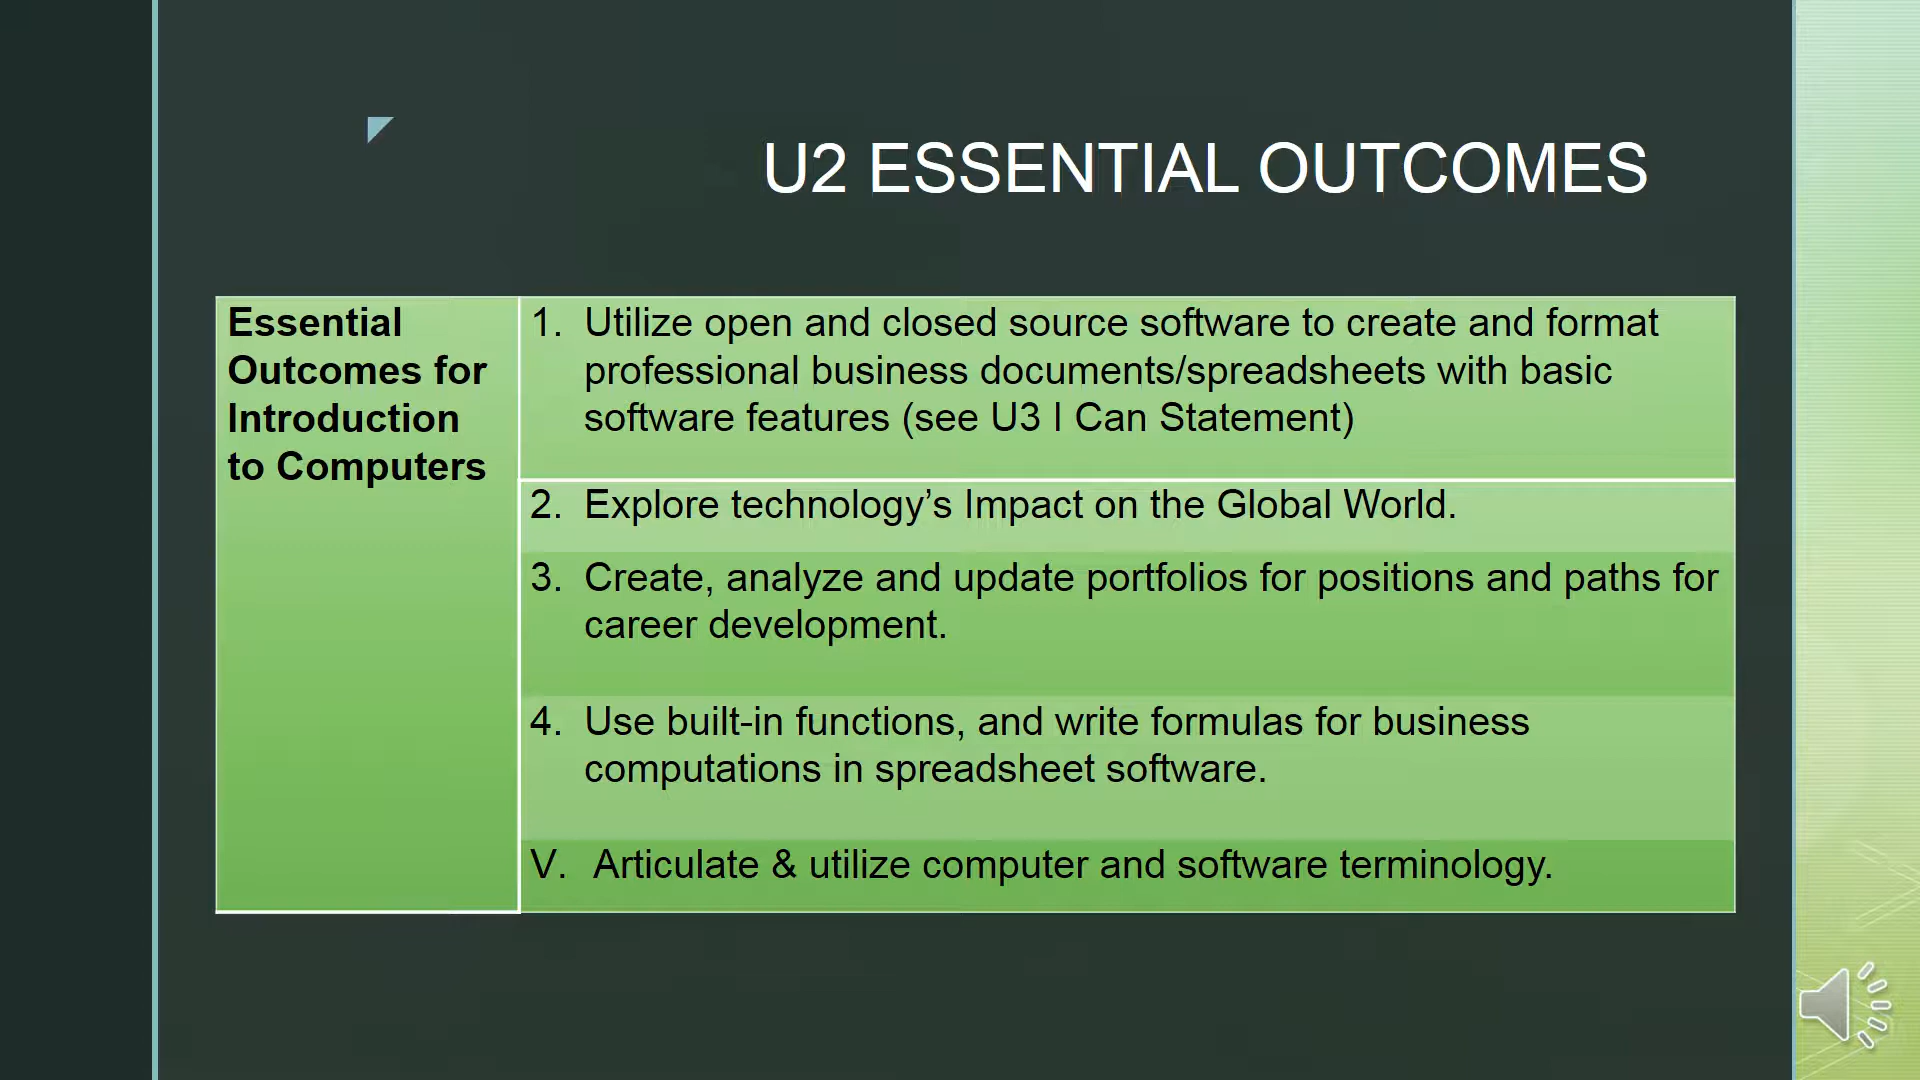 U2 ESSENTIAL OUTCOMES
Essential
Outcomes for
Introduction
to Computers
1. Utilize open and closed source software to create and format
professional business documents/spreadsheets with basic
software features (see U3 I Can Statement)
2. Explore technology’s Impact on the Global World.
3. Create, analyze and update portfolios for positions and paths for
career development.
4. Use built-in functions, and write formulas for business
computations in spreadsheet software.
V. Articulate & utilize computer and software terminology.